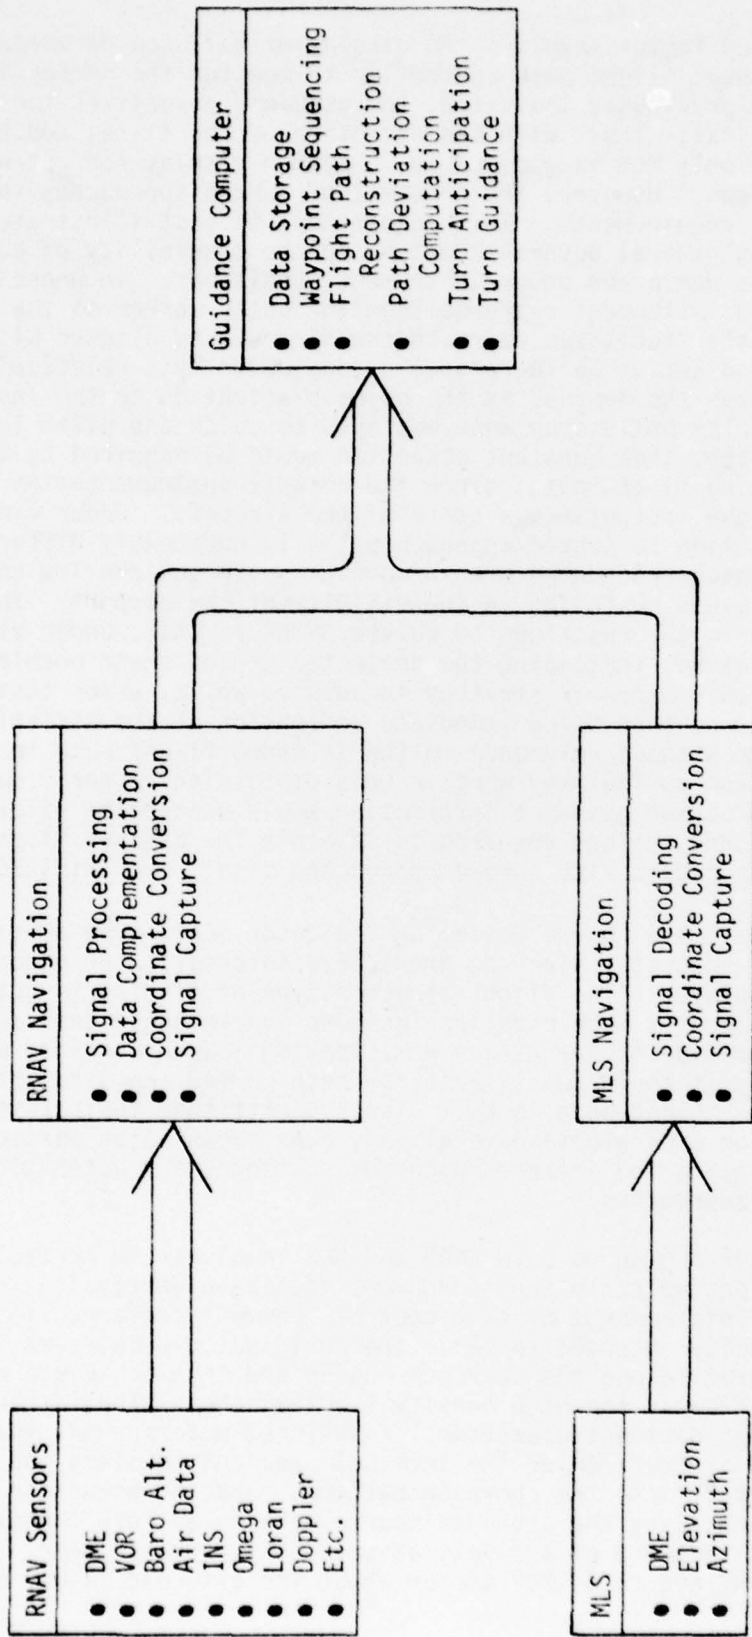 RNAV Sensors
● DME
● VOR
● Baro Alt.
● Air Data
● INS
● Omega
● Loran
● Doppler
● Etc.
RNAV Navigation
● Signal Processing
● Data Complementation
● Coordinate Conversion
● Signal Capture
Guidance Computer
● Data Storage
● Waypoint Sequencing
● Flight Path
Reconstruction
● Path Deviation
Computation
● Turn Anticipation
● Turn Guidance
MLS
● DME
● Elevation
● Azimuth
MLS Navigation
● Signal Decoding
● Coordinate Conversion
● Signal Capture